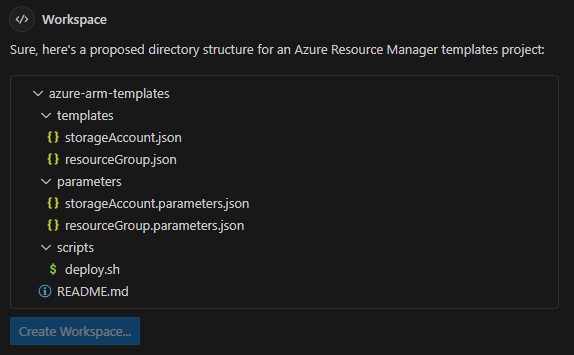 Workspace
Sure, here's a proposed directory structure for an Azure Resource Manager templates project:
azure-arm-templates
templates
{} storageAccount.json
{} resourceGroup.json
parameters
{} storageAccount.parameters.json
{} resourceGroup.parameters.json
scripts
$ deploy.sh
README.md
Create Workspace...